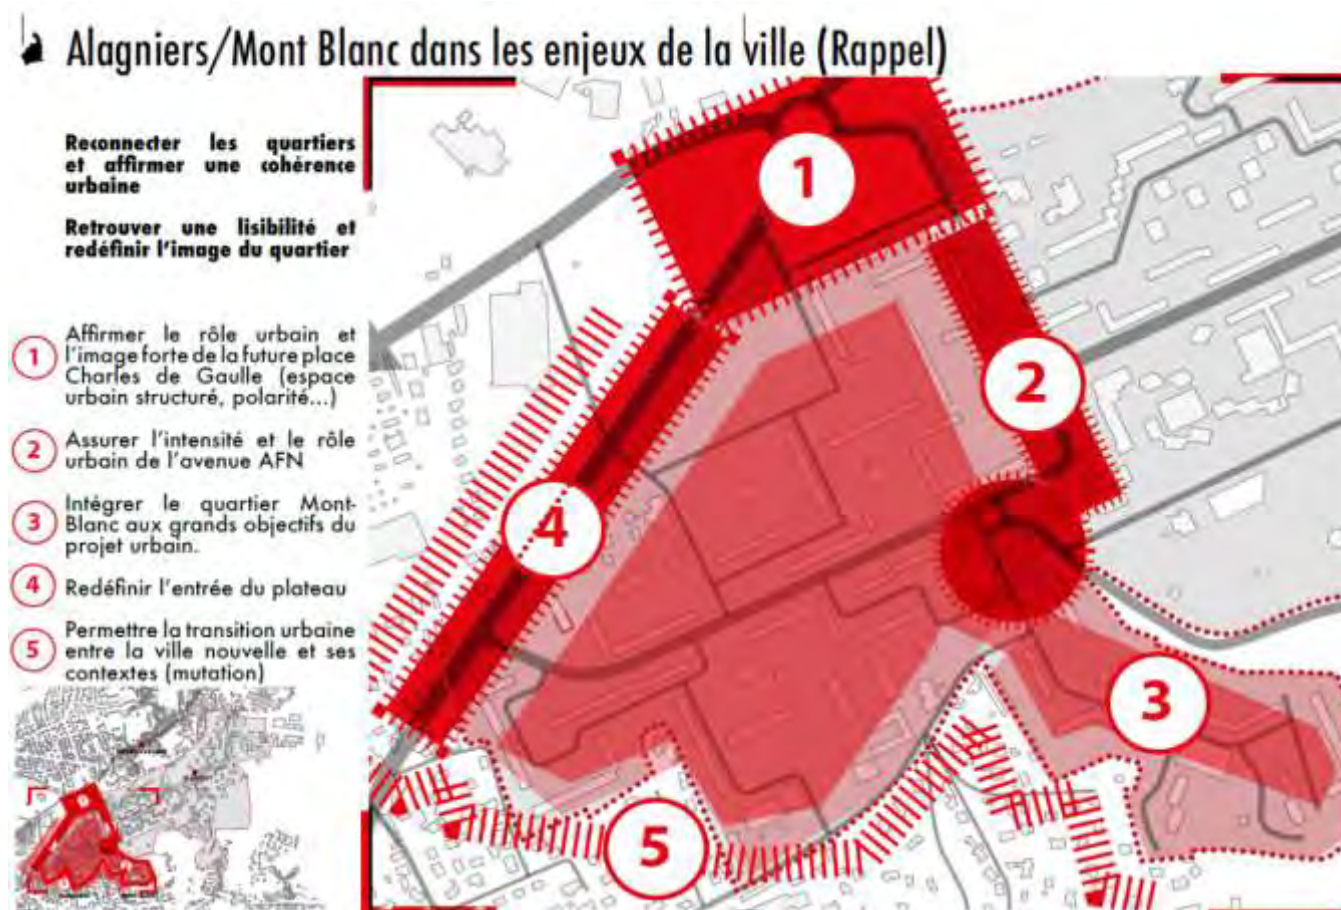 Alagniers/Mont Blanc dans les enjeux de la ville (Rappel)
Reconnecter les quartiers
et affirmer une cohérence
urbaine
Retrouver une lisibilité et
redéfinir l'image du quartier
1 Affirmer le rôle urbain et
l'image forte de la future place
Charles de Gaulle (espace
urbain structuré, polarité...)
2 Assurer l'intensité et le rôle
urbain de l'avenue AFN
3 Intégrer le quartier Mont-
Blanc aux grands objectifs du
projet urbain.
4 Redéfinir l'entrée du plateau
5 Permettre la transition urbaine
entre la ville nouvelle et ses
contextes (mutation)
1
2
4
3
5